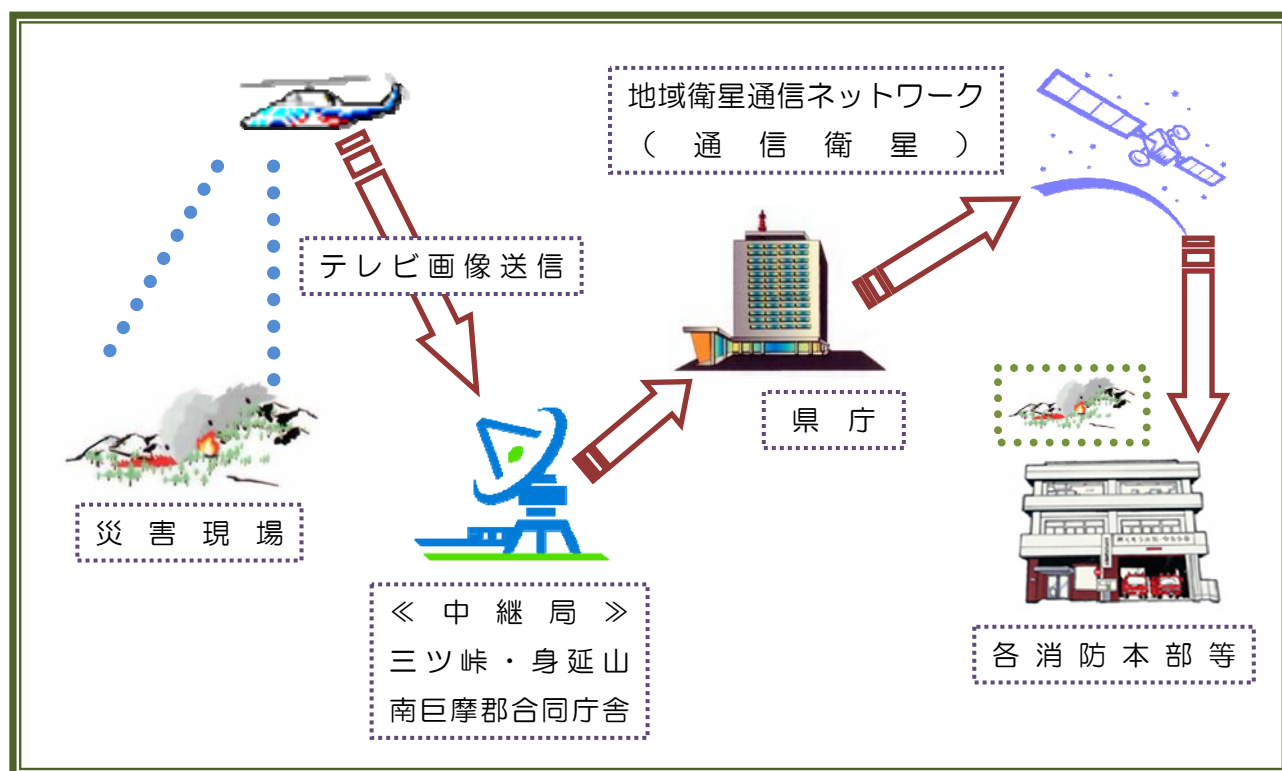 地域衛星通信ネットワーク
（通信衛星）
テレビ画像送信
県庁
災害現場
≪中継局≫
三ツ峠・身延山
南巨摩郡合同庁舎
各消防本部等